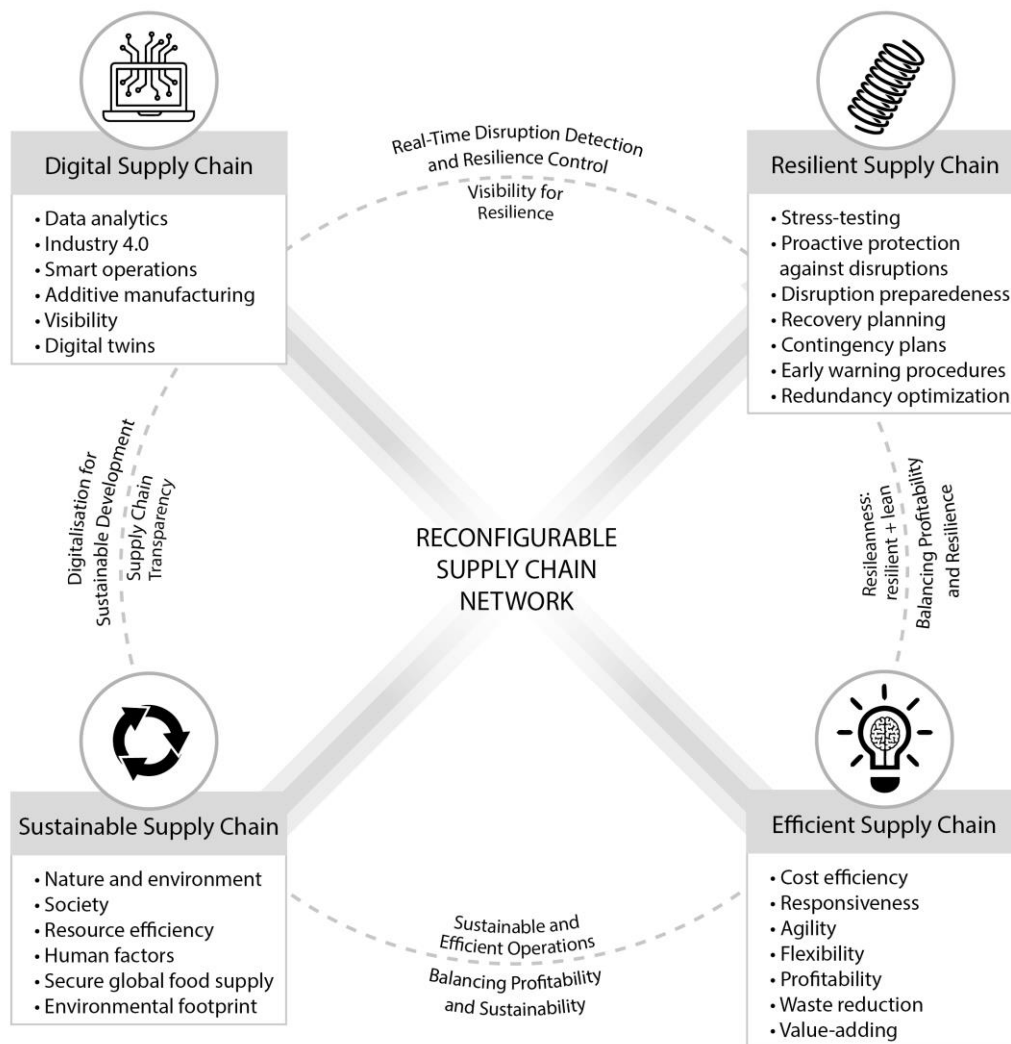 Digital Supply Chain
• Data analytics
• Industry 4.0
• Smart operations
• Additive manufacturing
• Visibility
• Digital twins
Real-Time Disruption Detection
and Resilience Control
Visibility for
Resilience
Resilient Supply Chain
• Stress-testing
• Proactive protection
against disruptions
• Disruption preparedeness
• Recovery planning
• Contingency plans
• Early warning procedures
• Redundancy optimization
Digitalisation for
Sustainable Development
Supply Chain
Transparency
RECONFIGURABLE
SUPPLY CHAIN
NETWORK
Resileanness:
resilient + lean
Balancing Profitability
and Resilience
Sustainable Supply Chain
• Nature and environment
• Society
• Resource efficiency
• Human factors
• Secure global food supply
• Environmental footprint
Sustainable and
Efficient Operations
Balancing Profitability
and Sustainability
Efficient Supply Chain
• Cost efficiency
• Responsiveness
• Agility
• Flexibility
• Profitability
• Waste reduction
• Value-adding